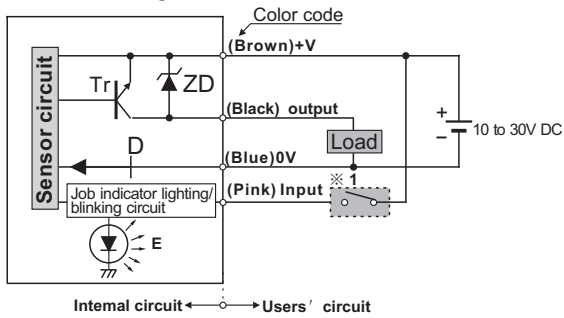 Color code
(Brown)+V
Sensor circuit
Tr
ZD
(Black) output
+
−
10 to 30V DC
Load
D
(Blue)0V
(Pink) Input
※ 1
Job indicator lighting/
blinking circuit
E
Internal circuit
Users' circuit